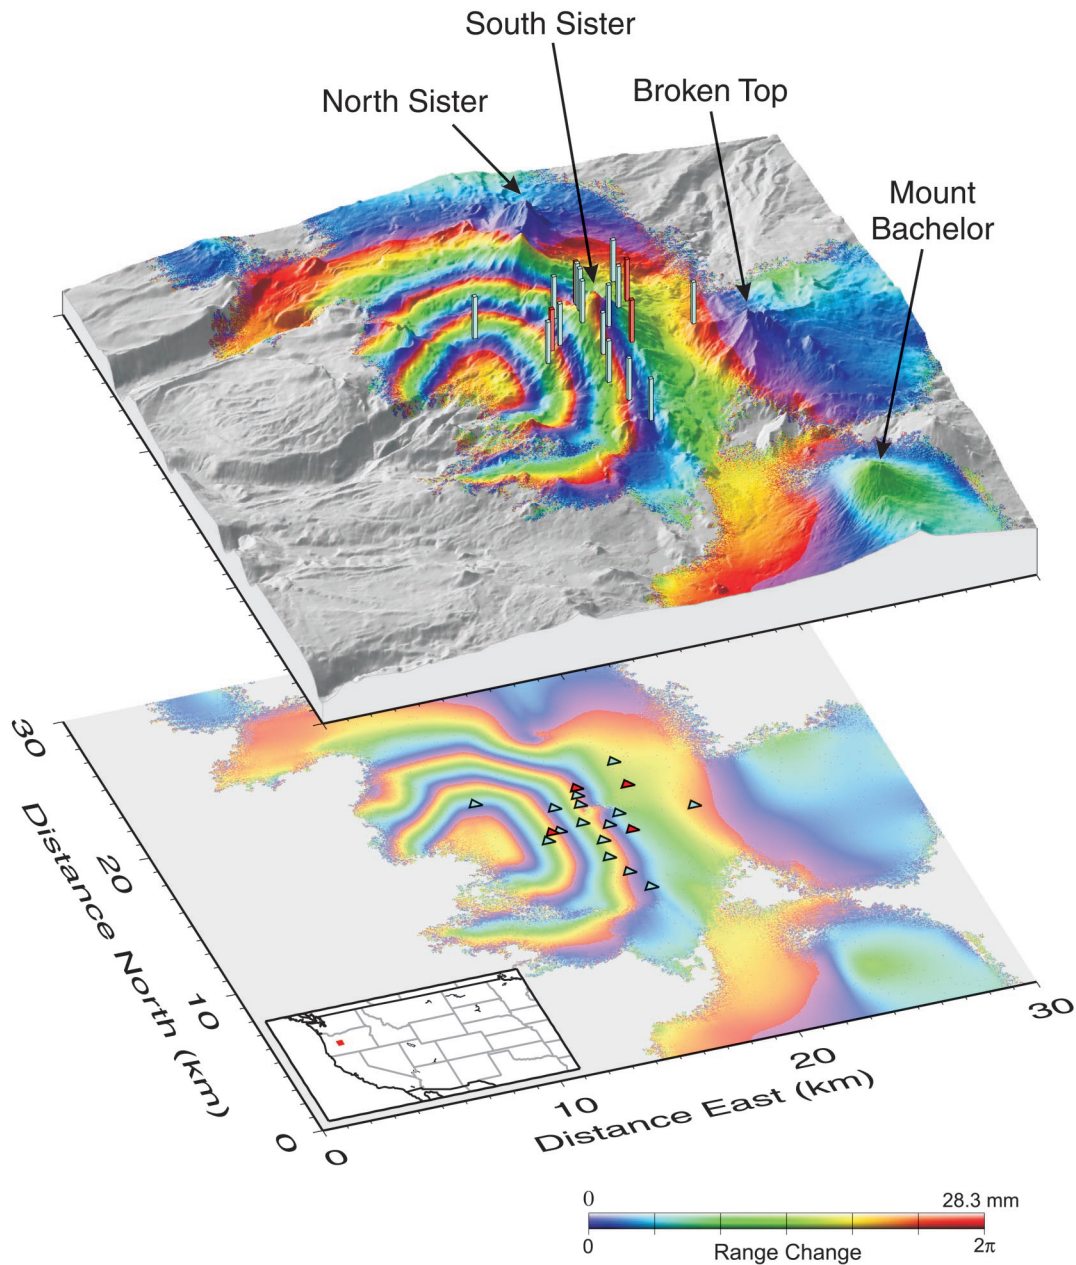 South Sister
North Sister
Broken Top
Mount
Bachelor
30
20
10
0
Distance North (km)
0
10
20
30
Distance East (km)
0
28.3 mm
0
Range Change
2π